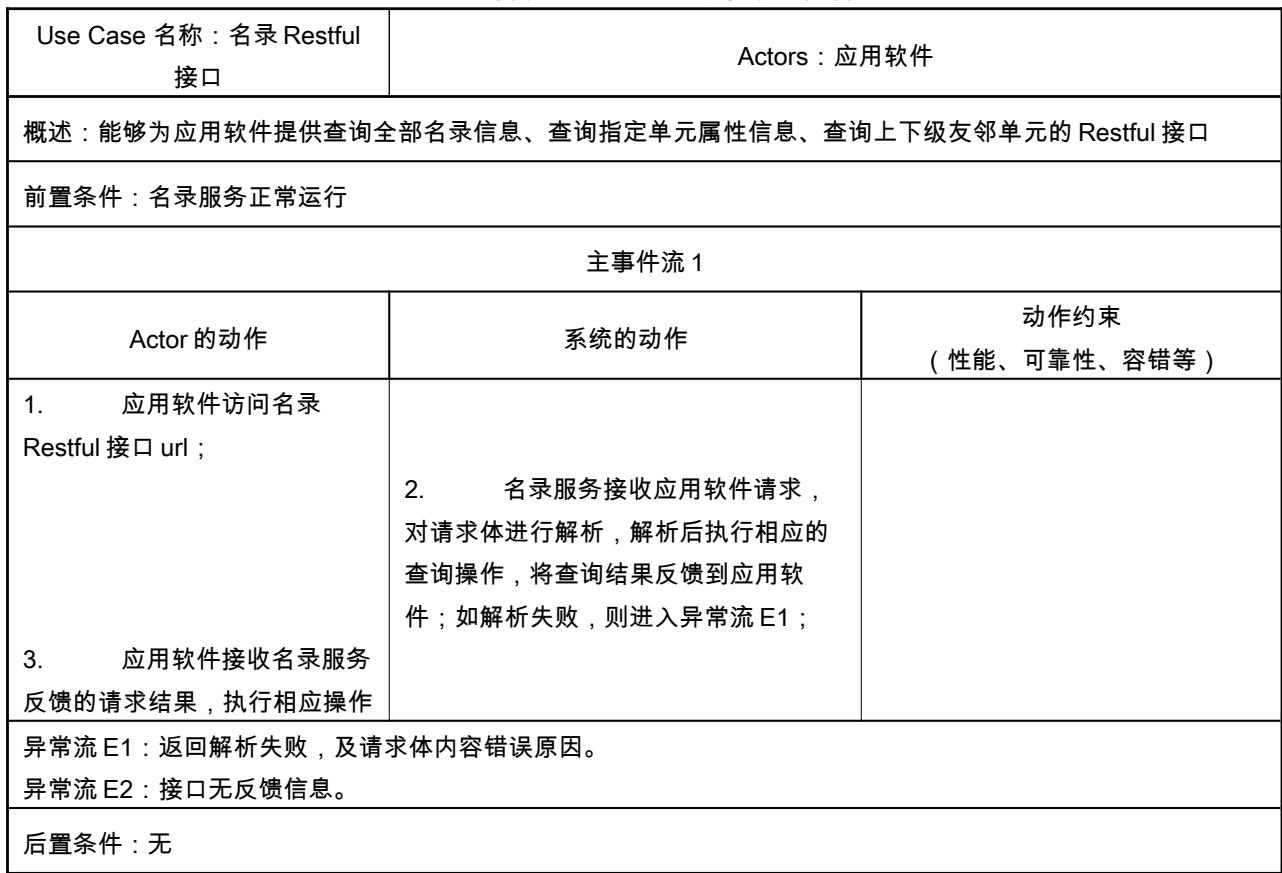 Use Case 名称：名录 Restful
接口
Actors：应用软件
概述：能够为应用软件提供查询全部名录信息、查询指定单元属性信息、查询上下级友邻单元的 Restful 接口
前置条件：名录服务正常运行
主事件流 1
Actor 的动作
系统的动作
动作约束
（性能、可靠性、容错等）
1. 应用软件访问名录
Restful 接口 url；
2. 名录服务接收应用软件请求，
对请求体进行解析，解析后执行相应的
查询操作，将查询结果反馈到应用软
件；如解析失败，则进入异常流 E1；
3. 应用软件接收名录服务
反馈的请求结果，执行相应操作
异常流 E1：返回解析失败，及请求体内容错误原因。
异常流 E2：接口无反馈信息。
后置条件：无